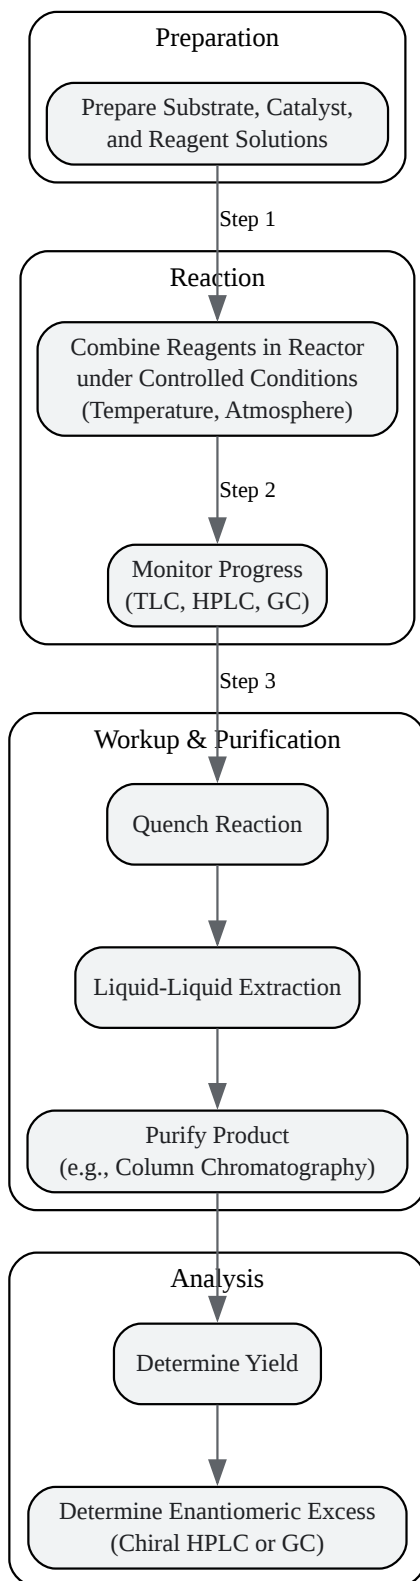 Preparation
Prepare Substrate, Catalyst,
and Reagent Solutions
Step 1
Reaction
Combine Reagents in Reactor
under Controlled Conditions
(Temperature, Atmosphere)
Step 2
Monitor Progress
(TLC, HPLC, GC)
Step 3
Workup & Purification
Quench Reaction
Liquid-Liquid Extraction
Purify Product
(e.g., Column Chromatography)
Analysis
Determine Yield
Determine Enantiomeric Excess
(Chiral HPLC or GC)